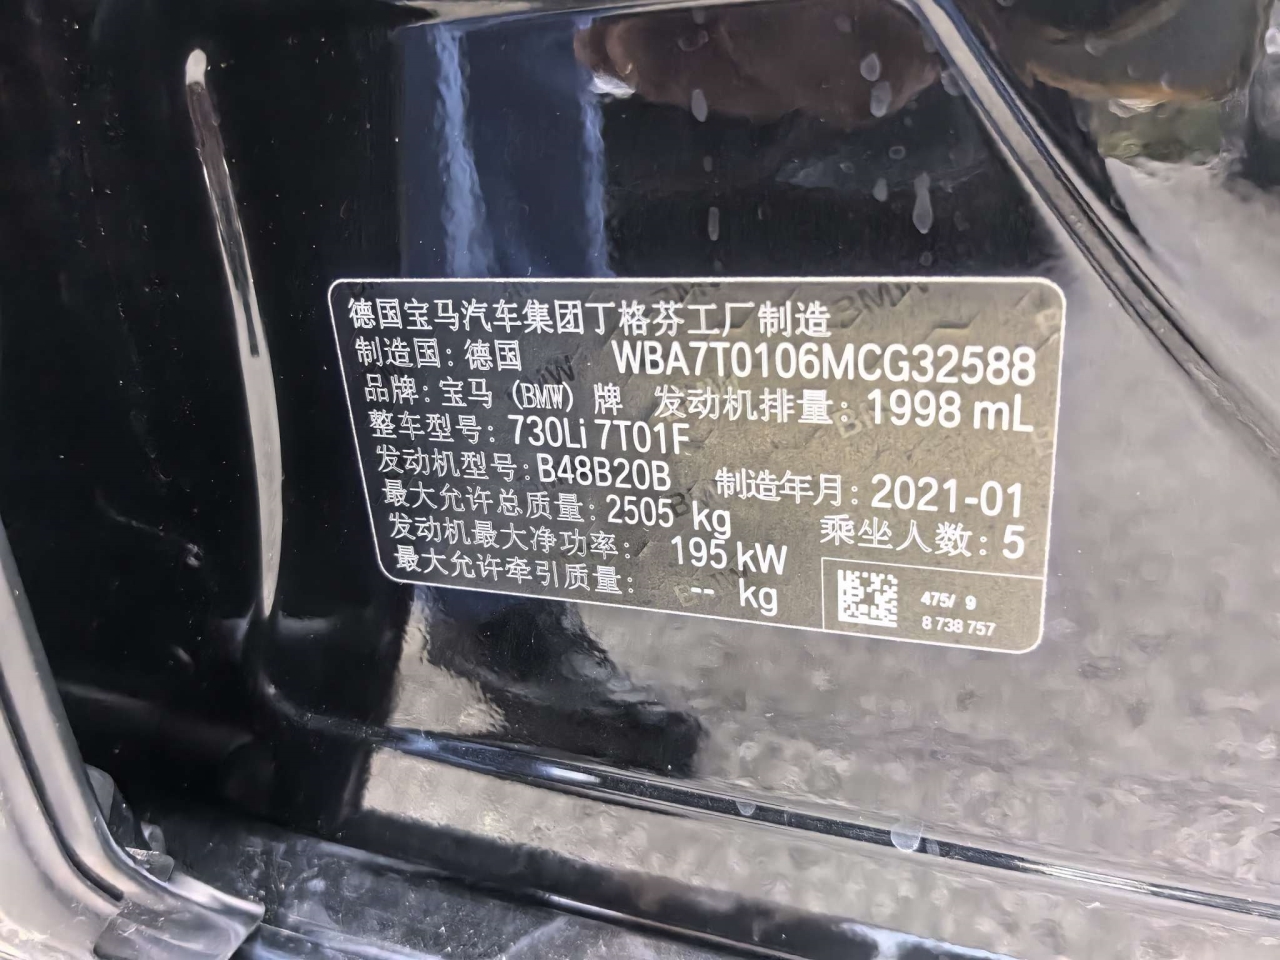 德国宝马汽车集团丁格芬工厂制造
制造国：德国 WBA7T0106MCG32588
品牌：宝马（BMW）牌 发动机排量：1998 mL
整车型号：730Li 7T01F
发动机型号：B48B20B 制造年月：2021-01
最大允许总质量：2505 kg 乘坐人数：5
发动机最大净功率： 195 kW
最大允许牵引质量： -- kg
475/ 9
8 738 757